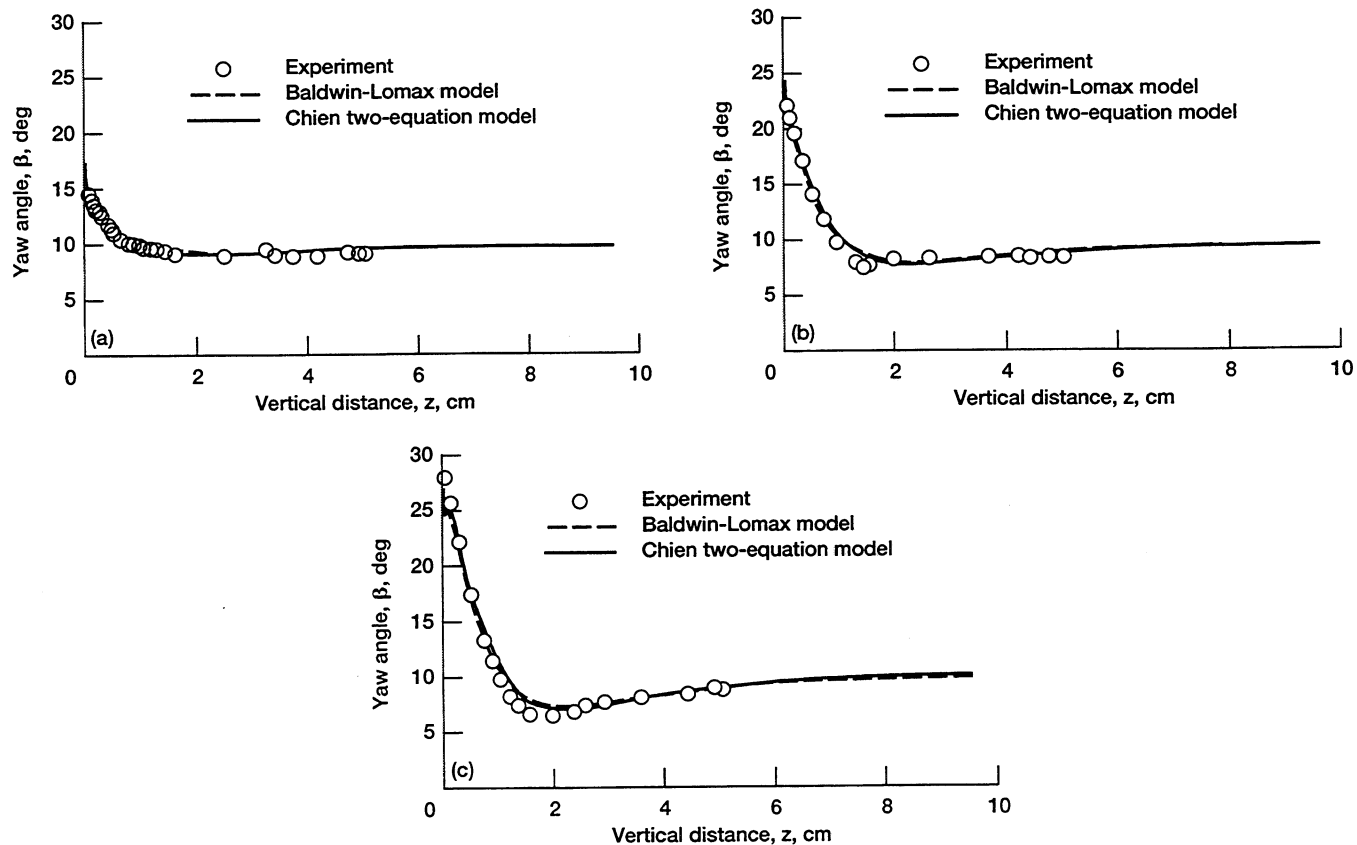 30
25
20
15
10
5
Yaw angle, β, deg
Experiment
Baldwin-Lomax model
Chien two-equation model
(a)
0 2 4 6 8 10
Vertical distance, z, cm
30
25
20
15
10
5
Yaw angle, β, deg
Experiment
Baldwin-Lomax model
Chien two-equation model
(b)
0 2 4 6 8 10
Vertical distance, z, cm
30
25
20
15
10
5
Yaw angle, β, deg
Experiment
Baldwin-Lomax model
Chien two-equation model
(c)
0 2 4 6 8 10
Vertical distance, z, cm